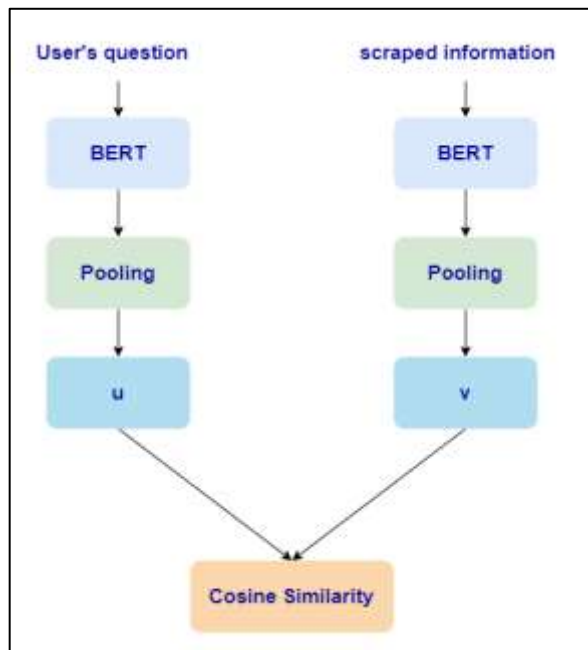 User's question
scraped information
BERT
BERT
Pooling
Pooling
u
v
Cosine Similarity